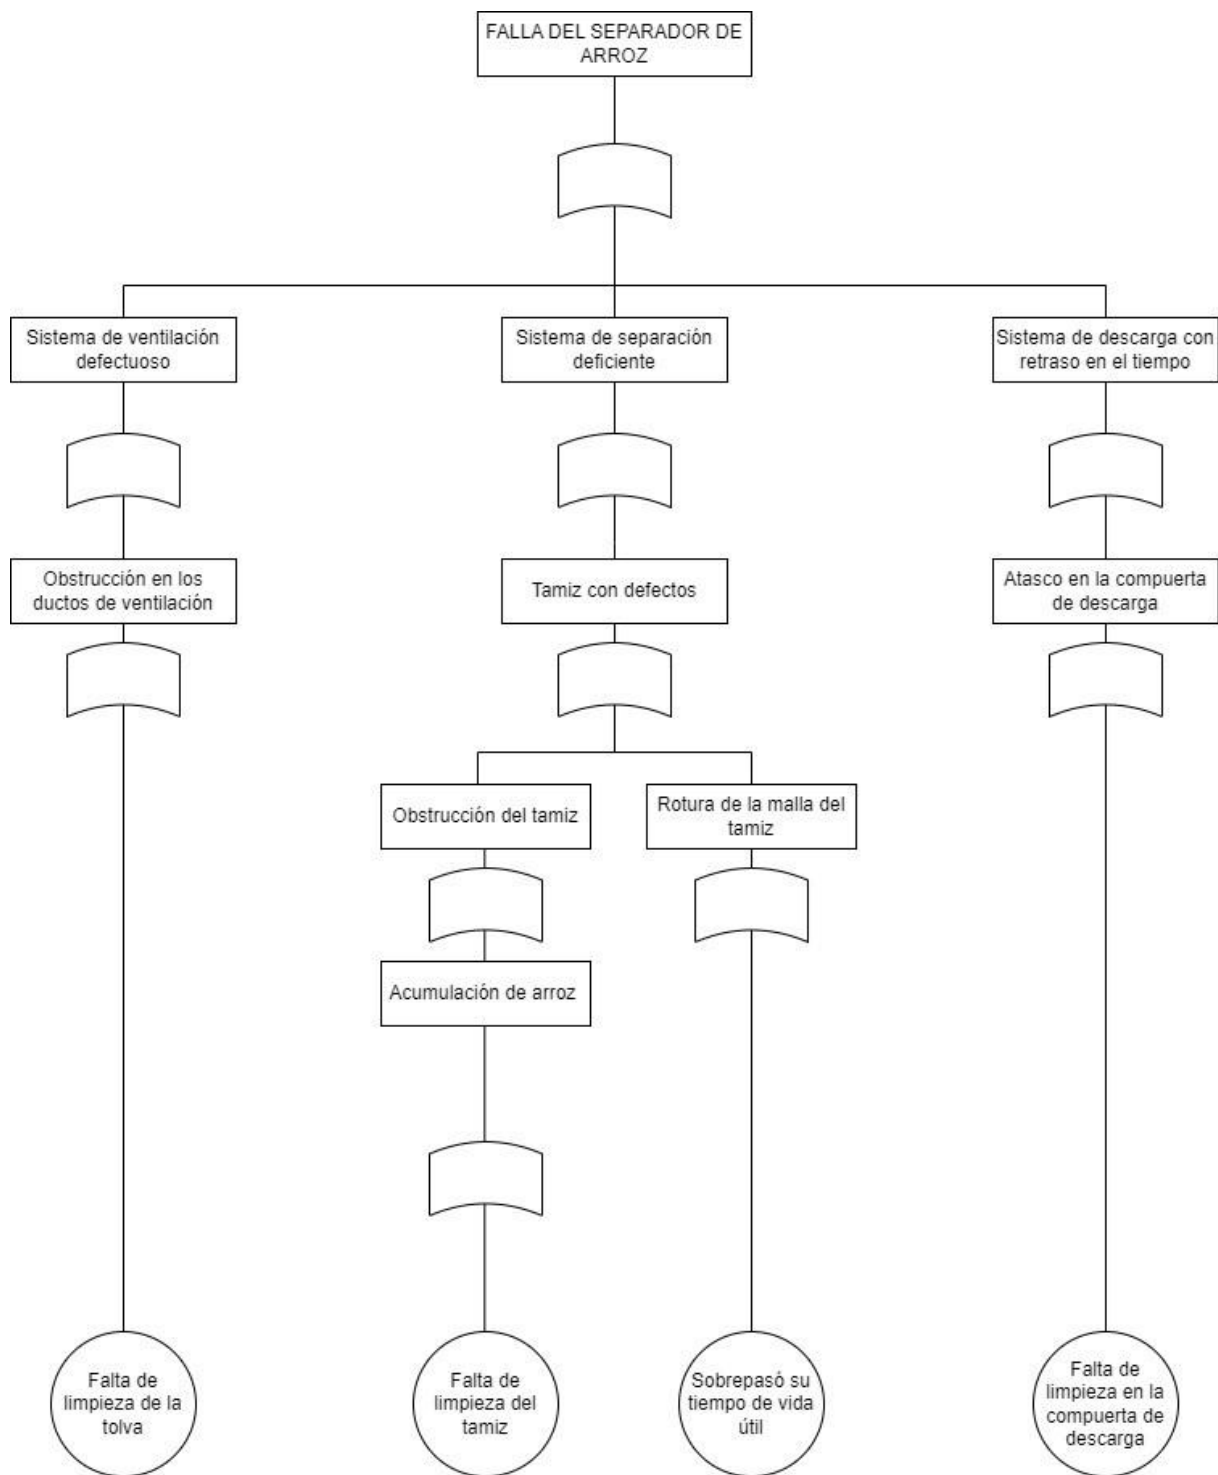 FALLA DEL SEPARADOR DE
ARROZ
Sistema de ventilación
defectuoso
Sistema de separación
deficiente
Sistema de descarga con
retraso en el tiempo
Obstrucción en los
ductos de ventilación
Tamiz con defectos
Atasco en la compuerta
de descarga
Obstrucción del tamiz
Rotura de la malla del
tamiz
Acumulación de arroz
Falta de
limpieza de la
tolva
Falta de
limpieza del
tamiz
Sobrepasó su
tiempo de vida
útil
Falta de
limpieza en la
compuerta de
descarga